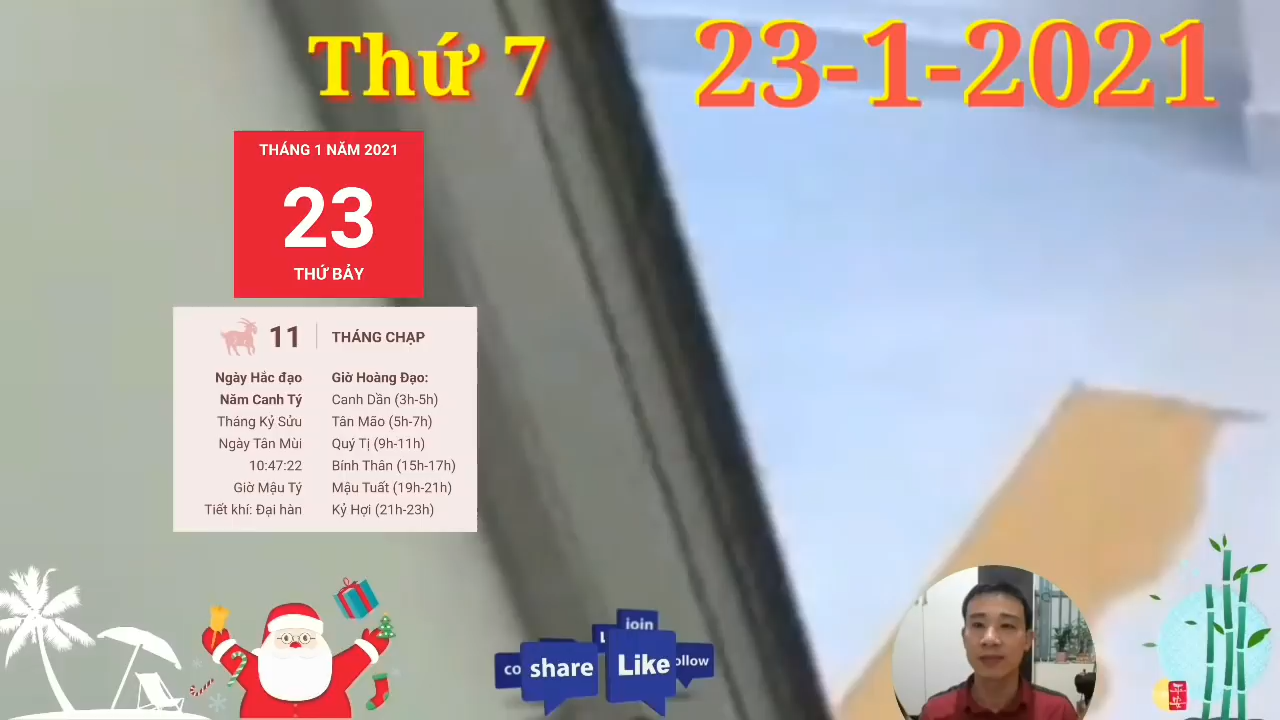 Thứ 7
23-1-2021
THÁNG 1 NĂM 2021
23
THỨ BẢY
11
THÁNG CHẠP
Ngày Hắc đạo
Năm Canh Tý
Tháng Kỷ Sửu
Ngày Tân Mùi
10:47:22
Giờ Mậu Tý
Tiết khí: Đại hàn
Giờ Hoàng Đạo:
Canh Dần (3h-5h)
Tân Mão (5h-7h)
Quý Tị (9h-11h)
Bính Thân (15h-17h)
Mậu Tuất (19h-21h)
Kỷ Hợi (21h-23h)
join
co
share
L
Like
ollow